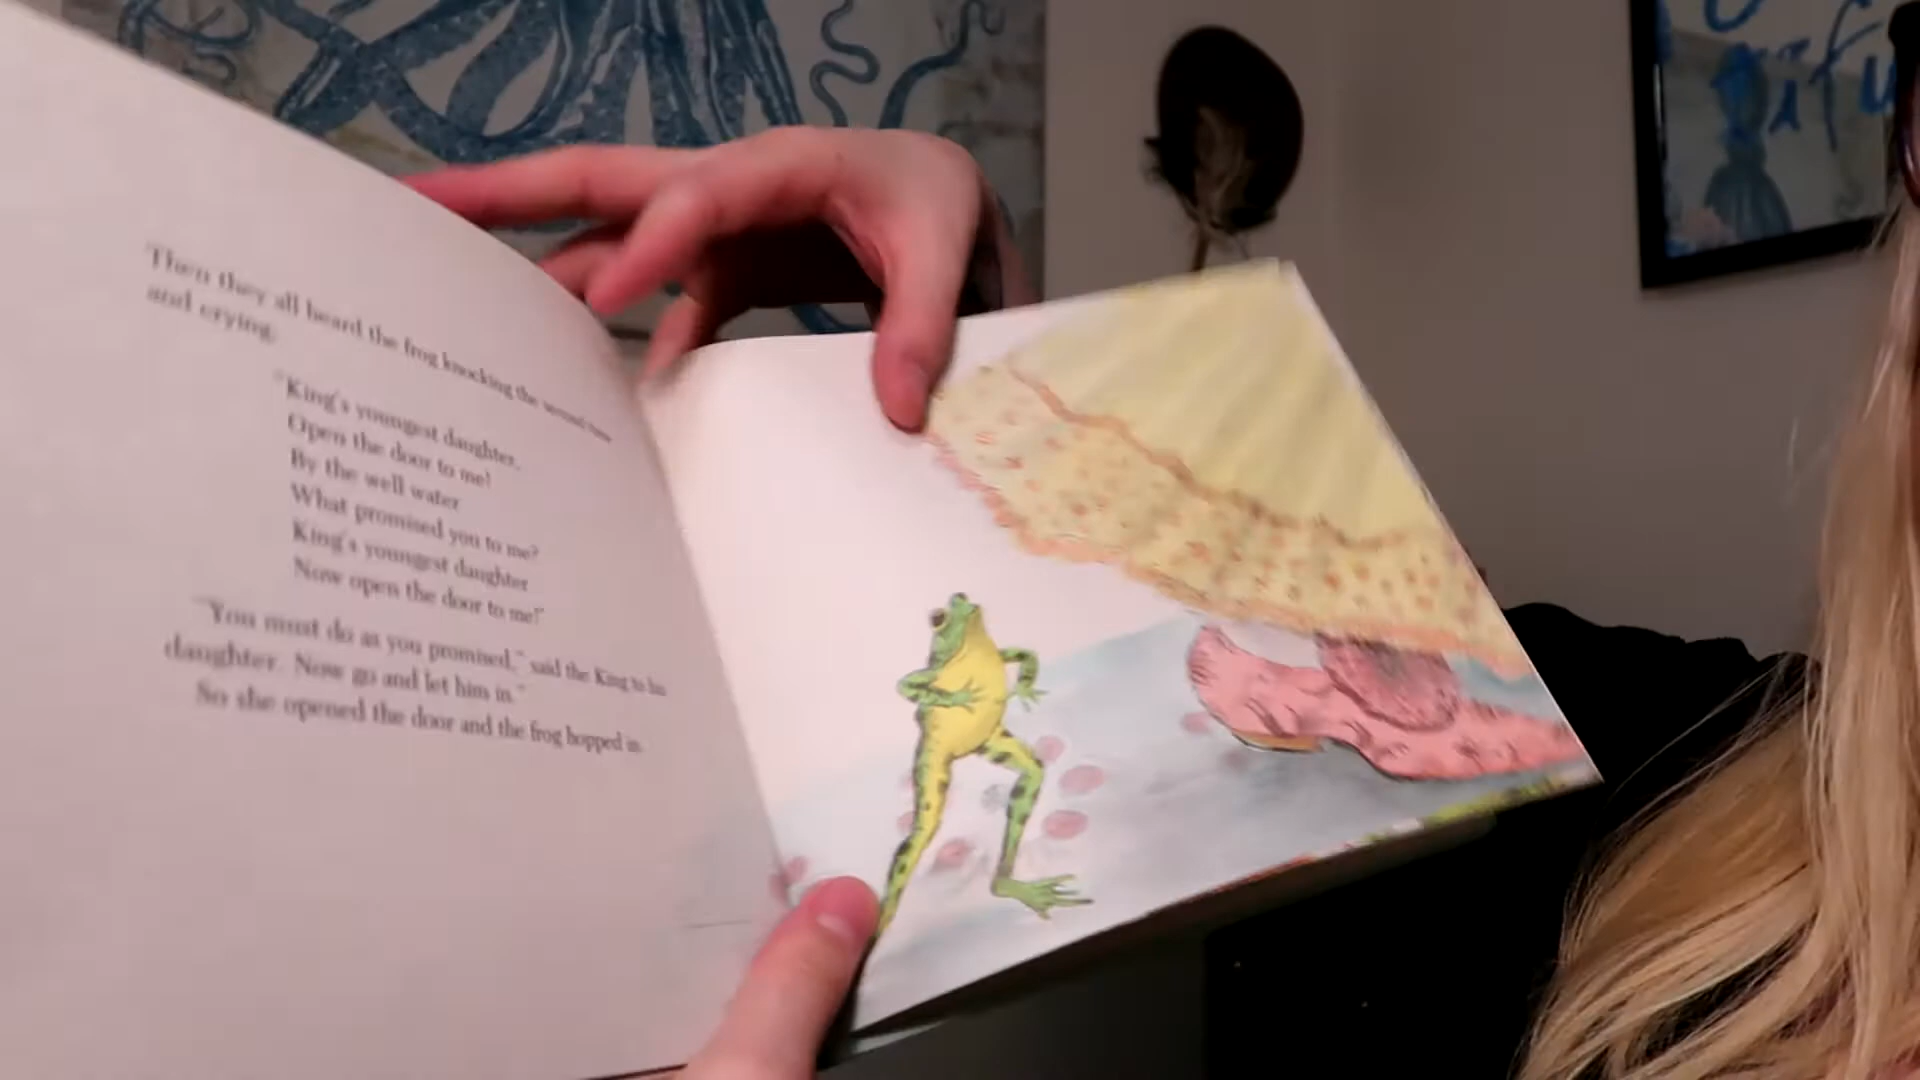 Then they all heard the frog knocking the second time
and crying:
"King's youngest daughter,
Open the door to me!
By the well water
What promised you to me?
King's youngest daughter
Now open the door to me!"
"You must do as you promised," said the King to his
daughter. Now go and let him in."
So she opened the door and the frog hopped in.